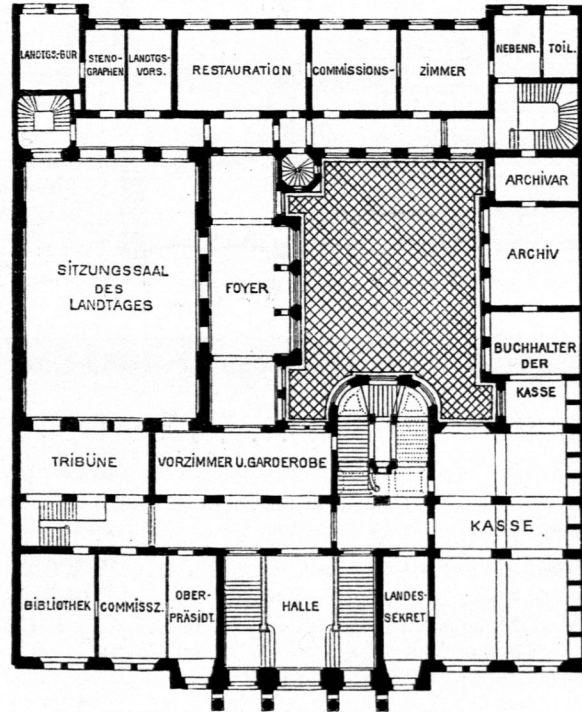 LANDTGS-BUR
STENO-
GRAPHEN
LANDTGS-
VORS.
RESTAURATION
COMMISSIONS-
ZIMMER
NEBENR.
TOIL.
ARCHIVAR
ARCHIV
SITZUNGSSAAL
DES
LANDTAGES
FOYER
BUCHHALTER
DER
KASSE
TRIBÜNE
VORZIMMER U. GARDEROBE
KASSE
BIBLIOTHEK
COMMISSZ.
OBER-
PRÄSIDT.
HALLE
LANDES-
SEKRET.